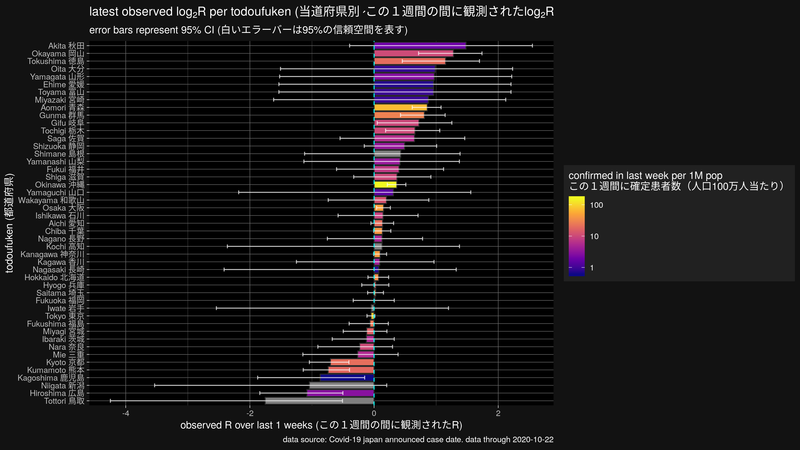 latest observed log2R per todoufuken (当道府県別 この１週間の間に観測されたlog2R
error bars represent 95% CI (白いエラーバーは95%の信頼空間を表す)
Akita 秋田
Okayama 岡山
Tokushima 徳島
Oita 大分
Yamagata 山形
Ehime 愛媛
Toyama 富山
Miyazaki 宮崎
Aomori 青森
Gunma 群馬
Gifu 岐阜
Tochigi 栃木
Saga 佐賀
Shizuoka 静岡
Shimane 島根
Yamanashi 山梨
Fukui 福井
Shiga 滋賀
Okinawa 沖縄
Yamaguchi 山口
Wakayama 和歌山
Osaka 大阪
Ishikawa 石川
Aichi 愛知
Chiba 千葉
Nagano 長野
Kochi 高知
Kanagawa 神奈川
Kagawa 香川
Nagasaki 長崎
Hokkaido 北海道
Hyogo 兵庫
Saitama 埼玉
Fukuoka 福岡
Iwate 岩手
Tokyo 東京
Fukushima 福島
Miyagi 宮城
Ibaraki 茨城
Nara 奈良
Mie 三重
Kyoto 京都
Kumamoto 熊本
Kagoshima 鹿児島
Niigata 新潟
Hiroshima 広島
Tottori 鳥取
todoufuken (都道府県)
-4 -2 0 2
observed R over last 1 weeks (この１週間の間に観測されたR)
data source: Covid-19 japan announced case date. data through 2020-10-22
confirmed in last week per 1M pop
この１週間に確定患者数（人口100万人当たり）
100
10
1